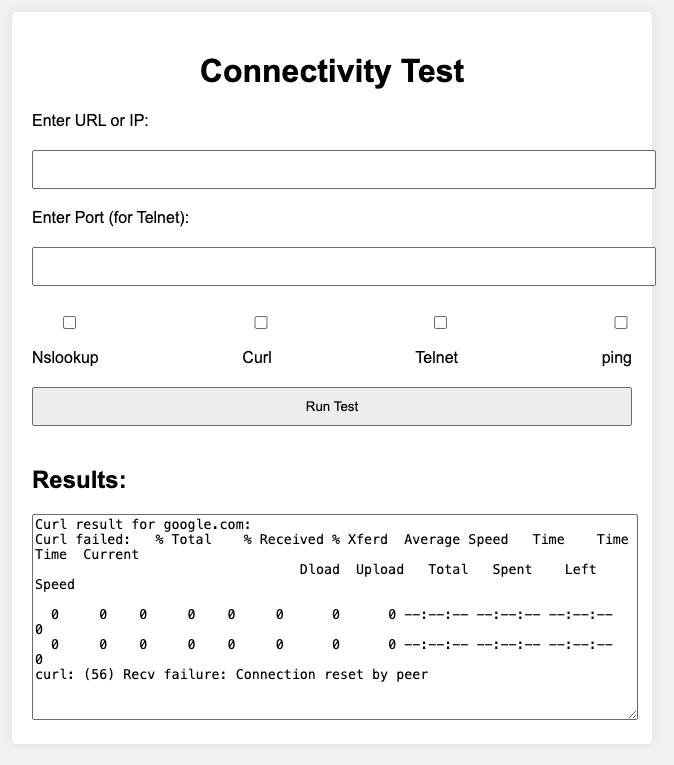 Connectivity Test
Enter URL or IP:
Enter Port (for Telnet):
Nslookup Curl Telnet ping
Run Test
Results:
Curl result for google.com:
Curl failed:   % Total    % Received % Xferd  Average Speed   Time    Time
Time  Current
                                 Dload  Upload   Total   Spent    Left
Speed
  0     0    0     0    0     0      0      0 --:--:-- --:--:-- --:--:--
0
  0     0    0     0    0     0      0      0 --:--:-- --:--:-- --:--:--
0
curl: (56) Recv failure: Connection reset by peer